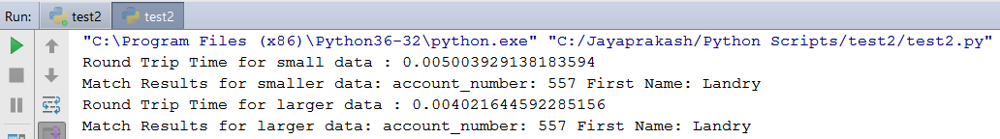 Run: test2 test2
"C:\Program Files (x86)\Python36-32\python.exe" "C:/Jayaprakash/Python Scripts/test2/test2.py"
Round Trip Time for small data : 0.005003929138183594
Match Results for smaller data: account_number: 557 First Name: Landry
Round Trip Time for larger data : 0.004021644592285156
Match Results for larger data: account_number: 557 First Name: Landry